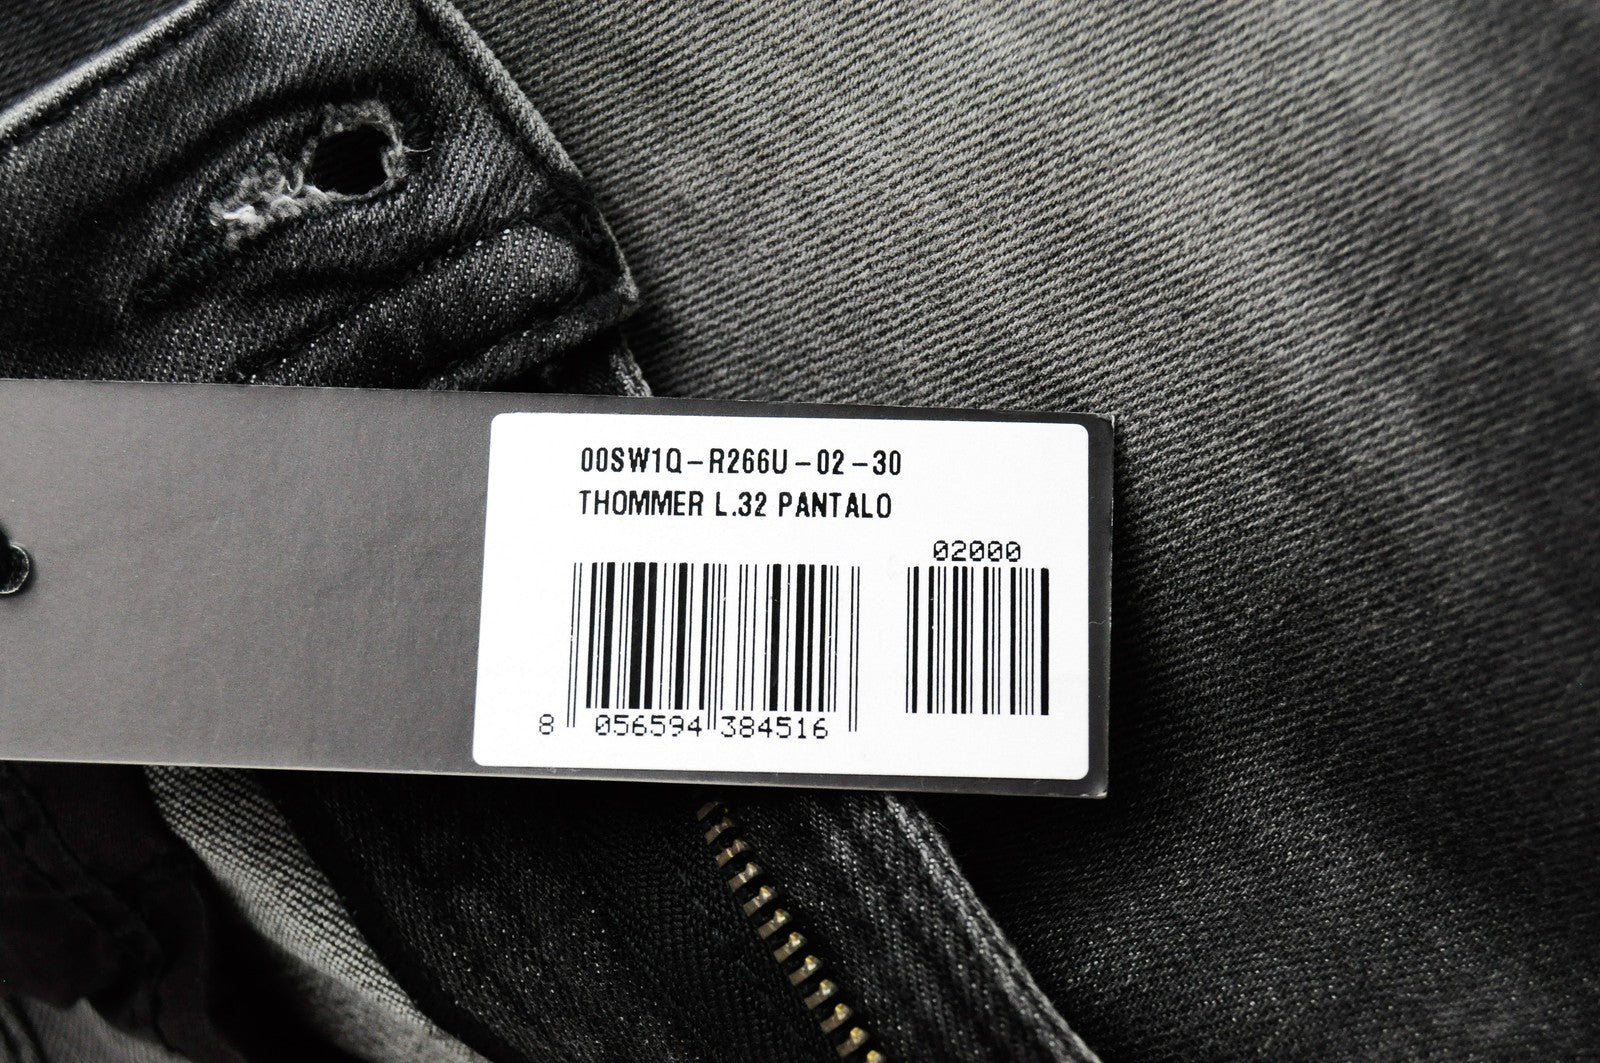 00SW1Q-R266U-02-30
THOMMER L.32 PANTALO
02000
8 056594 384516